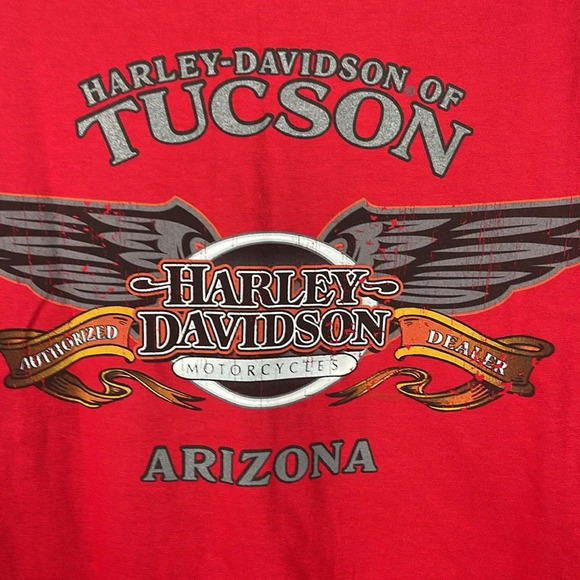 HARLEY-DAVIDSON OF
TUCSON
HARLEY
DAVIDSON
MOTORCYCLES
AUTHORIZED
DEALER
ARIZONA